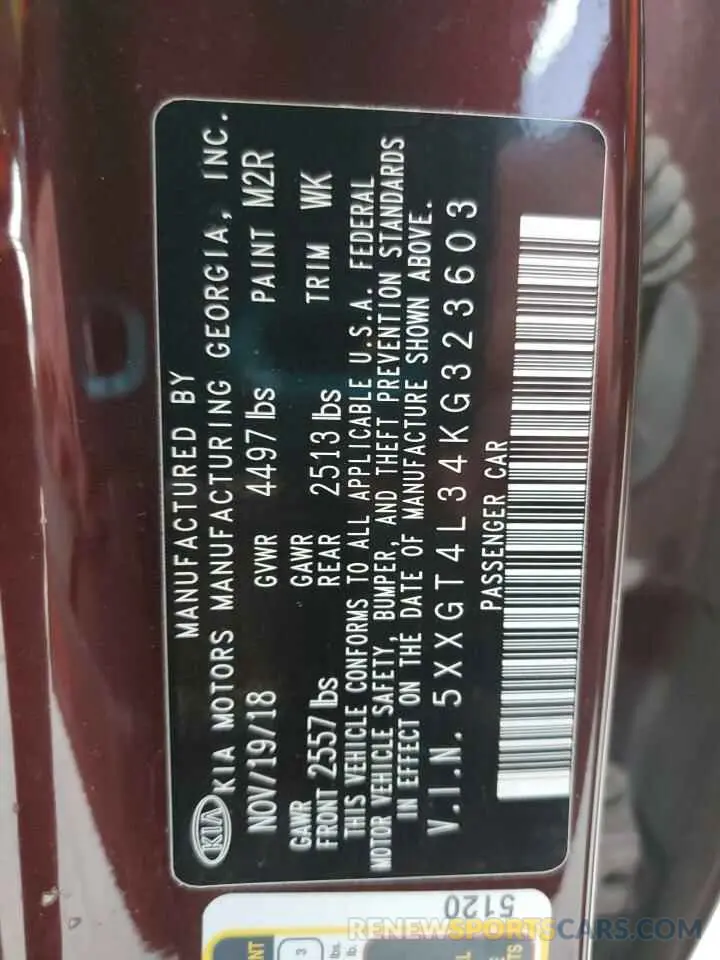 MANUFACTURED BY
KIA KIA MOTORS MANUFACTURING GEORGIA, INC.
NOV/19/18 GVWR 4497 lbs PAINT M2R
GAWR FRONT 2557 lbs GAWR REAR 2513 lbs TRIM WK
THIS VEHICLE CONFORMS TO ALL APPLICABLE U.S.A. FEDERAL
MOTOR VEHICLE SAFETY, BUMPER, AND THEFT PREVENTION STANDARDS
IN EFFECT ON THE DATE OF MANUFACTURE SHOWN ABOVE.
V.I.N. 5XXGT4L34KG323603
PASSENGER CAR
5120
3
RENEWSPORTSCARS.COM